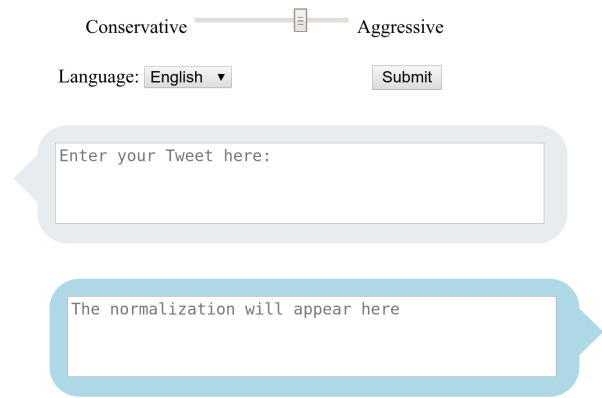 Conservative Aggressive
Language: English Submit
Enter your Tweet here:
The normalization will appear here